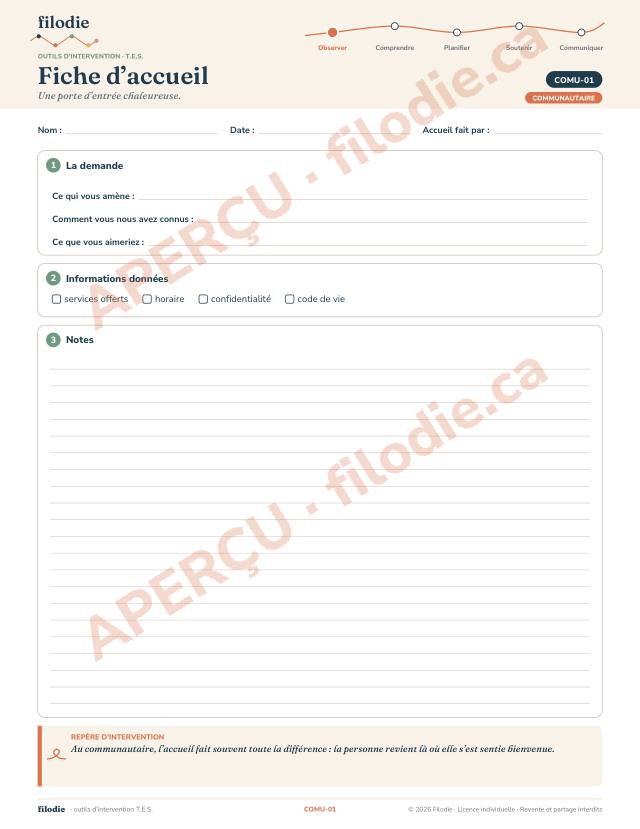 filodie
Observer Comprendre Planifier Soutenir Communiquer
OUTILS D'INTERVENTION · T.E.S.
Fiche d'accueil
Une porte d'entrée chaleureuse.
COMU-01
COMMUNAUTAIRE
Nom : Date : Accueil fait par :
1 La demande
Ce qui vous amène :
Comment vous nous avez connus :
Ce que vous aimeriez :
APERÇU · filodie.ca
2 Informations données
services offerts horaire confidentialité code de vie
3 Notes
APERÇU · filodie.ca
REPÈRE D'INTERVENTION
Au communautaire, l'accueil fait souvent toute la différence : la personne revient là où elle s'est sentie bienvenue.
filodie · outils d'intervention T.E.S. COMU-01 © 2026 Filodie · Licence individuelle · Revente et partage interdits